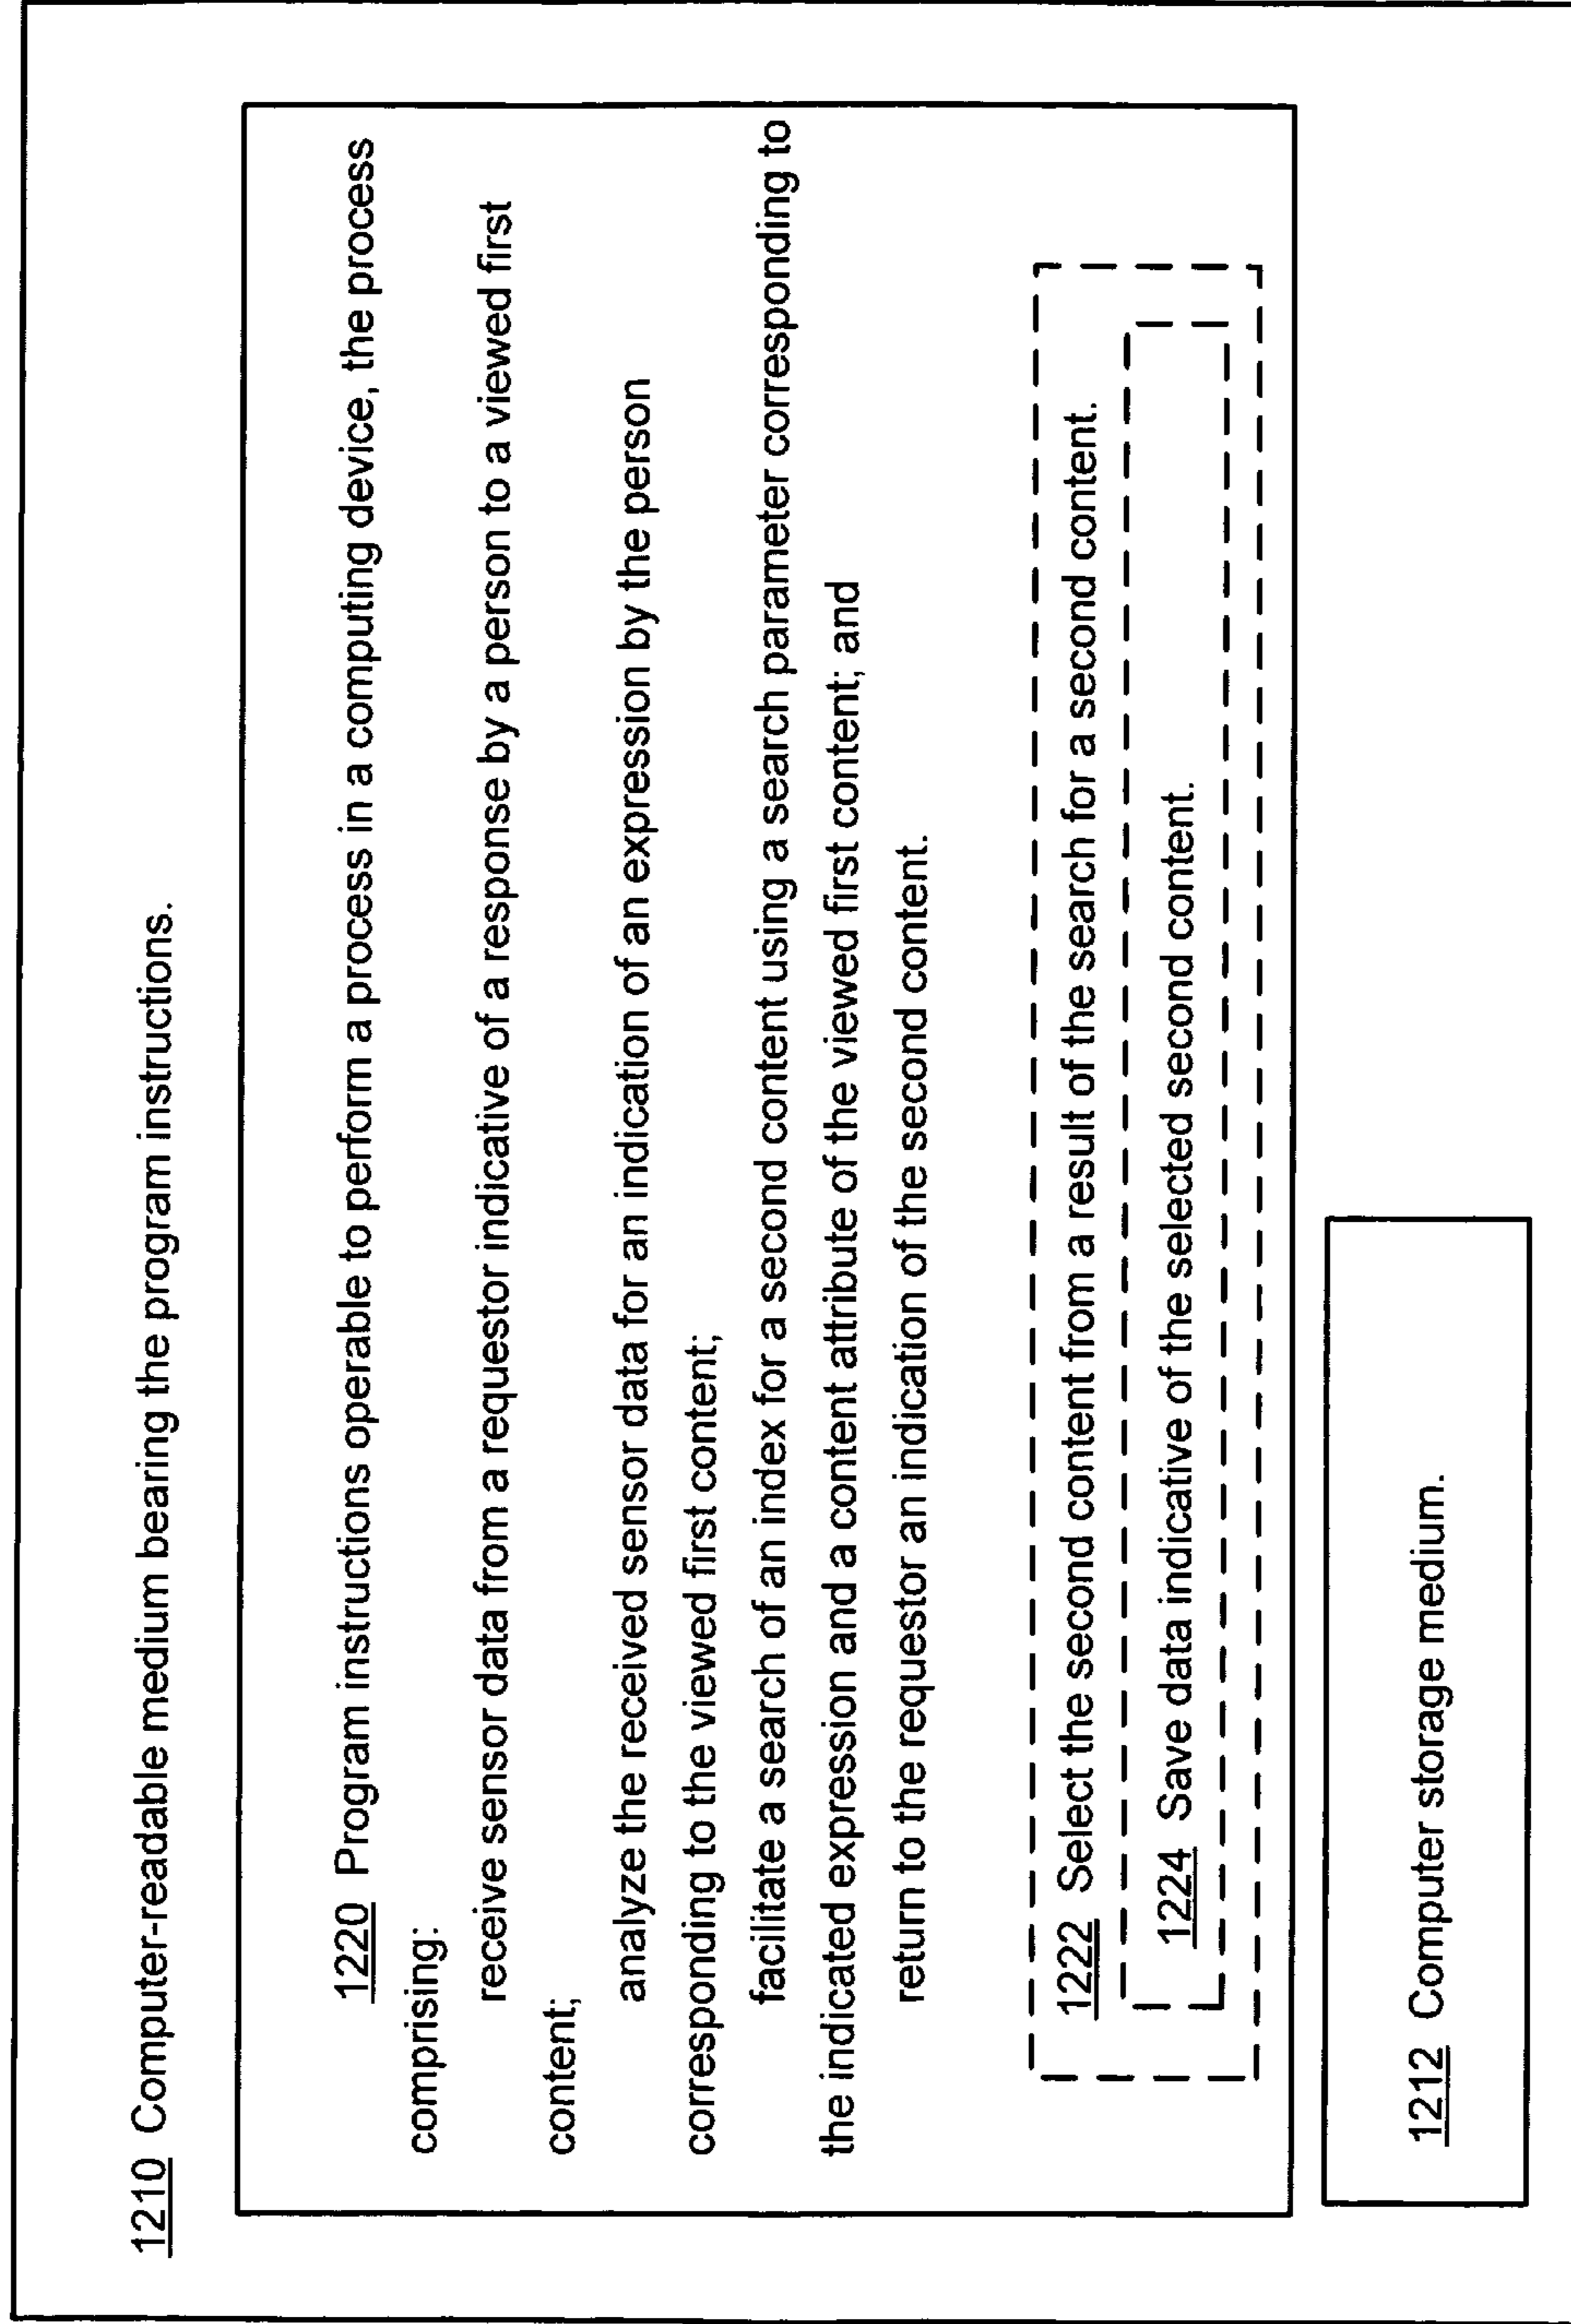 1210 Computer-readable medium bearing the program instructions.
1220 Program instructions operable to perform a process in a computing device, the process
comprising:
receive sensor data from a requestor indicative of a response by a person to a viewed first
content;
analyze the received sensor data for an indication of an expression by the person
corresponding to the viewed first content;
facilitate a search of an index for a second content using a search parameter corresponding to
the indicated expression and a content attribute of the viewed first content; and
return to the requestor an indication of the second content.
1222 Select the second content from a result of the search for a second content.
1224 Save data indicative of the selected second content.
1212 Computer storage medium.